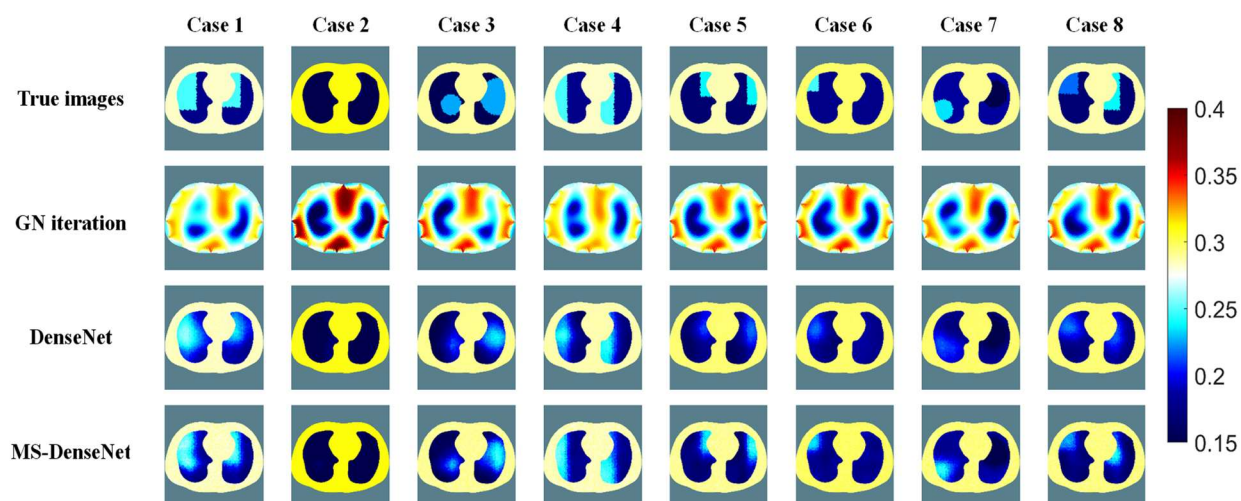 Case 1 Case 2 Case 3 Case 4 Case 5 Case 6 Case 7 Case 8
True images
GN iteration
DenseNet
MS-DenseNet
0.4
0.35
0.3
0.25
0.2
0.15